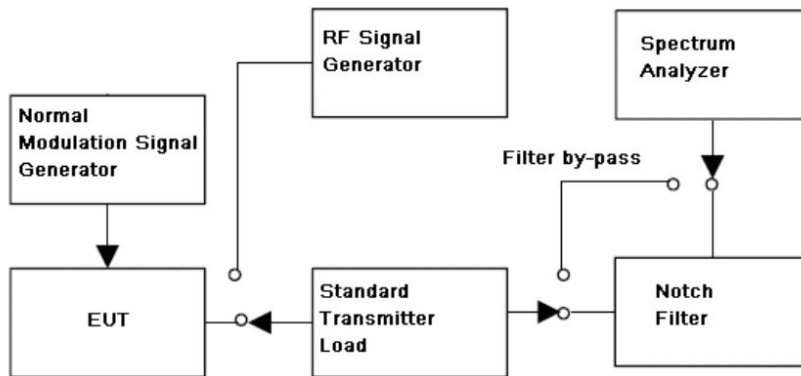 RF Signal
Generator
Spectrum
Analyzer
Normal
Modulation Signal
Generator
Filter by-pass
EUT
Standard
Transmitter
Load
Notch
Filter